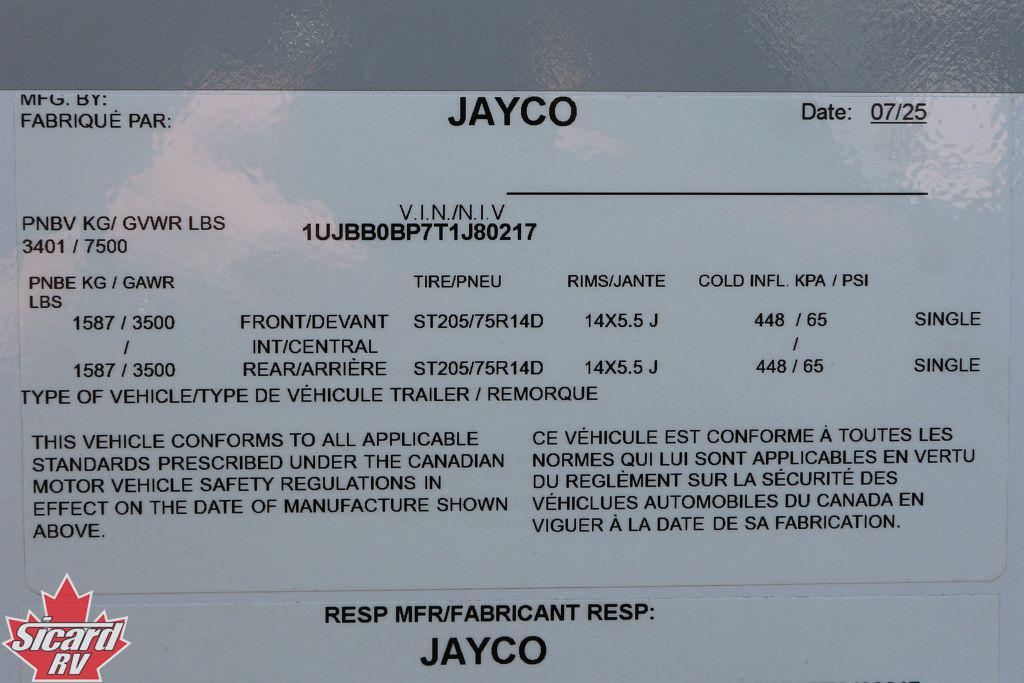 MFG. BY:
FABRIQUÉ PAR:
JAYCO
Date: 07/25
V.I.N./N.I.V
PNBV KG/ GVWR LBS
3401 / 7500
1UJBB0BP7T1J80217
PNBE KG / GAWR LBS
TIRE/PNEU
RIMS/JANTE
COLD INFL. KPA / PSI
1587 / 3500 FRONT/DEVANT ST205/75R14D 14X5.5 J 448 / 65 SINGLE
/ INT/CENTRAL /
1587 / 3500 REAR/ARRIÈRE ST205/75R14D 14X5.5 J 448 / 65 SINGLE
TYPE OF VEHICLE/TYPE DE VÉHICULE TRAILER / REMORQUE
THIS VEHICLE CONFORMS TO ALL APPLICABLE
STANDARDS PRESCRIBED UNDER THE CANADIAN
MOTOR VEHICLE SAFETY REGULATIONS IN
EFFECT ON THE DATE OF MANUFACTURE SHOWN
ABOVE.
CE VÉHICULE EST CONFORME À TOUTES LES
NORMES QUI LUI SONT APPLICABLES EN VERTU
DU REGLÈMENT SUR LA SÉCURITÉ DES
VÉHICLUES AUTOMOBILES DU CANADA EN
VIGUER À LA DATE DE SA FABRICATION.
RESP MFR/FABRICANT RESP:
JAYCO
Sicard
RV